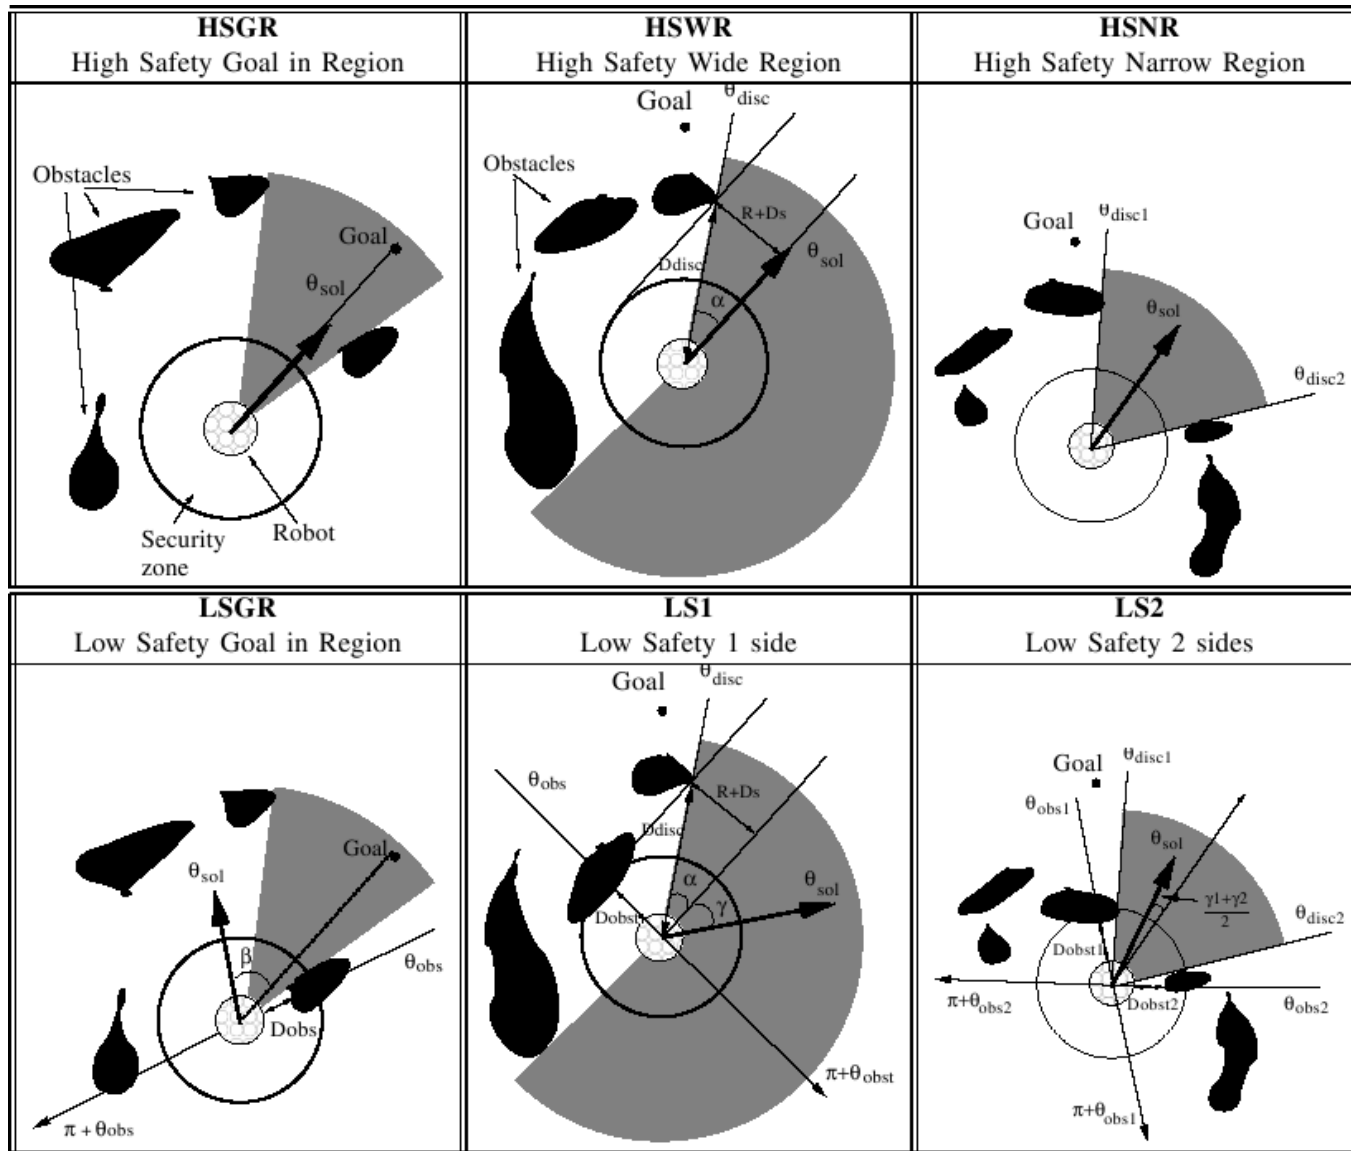 HSGR
High Safety Goal in Region
Obstacles
Goal
θsol
Security
zone
Robot
HSWR
High Safety Wide Region
Goal
θdisc
Obstacles
R+Ds
Ddisc
θsol
α
HSNR
High Safety Narrow Region
Goal
θdisc1
θsol
θdisc2
LSGR
Low Safety Goal in Region
Goal
θsol
β
θobs
Dobs
π + θobs
LS1
Low Safety 1 side
Goal
θdisc
θobs
R+Ds
Ddisc
α
γ
θsol
Dobst
π+θobst
LS2
Low Safety 2 sides
Goal
θdisc1
θobs1
θsol
γ1+γ2
2
θdisc2
Dobst1
π+θobs2
Dobst2
θobs2
π+θobs1